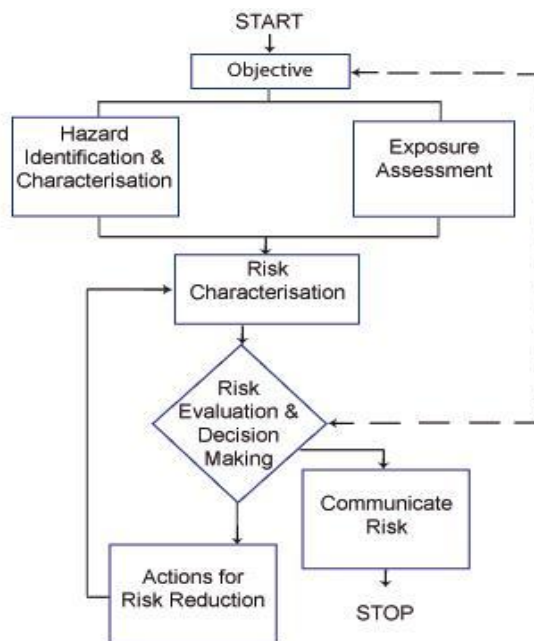 START
Objective
Hazard
Identification &
Characterisation
Exposure
Assessment
Risk
Characterisation
Risk
Evaluation &
Decision
Making
Communicate
Risk
Actions for
Risk Reduction
STOP